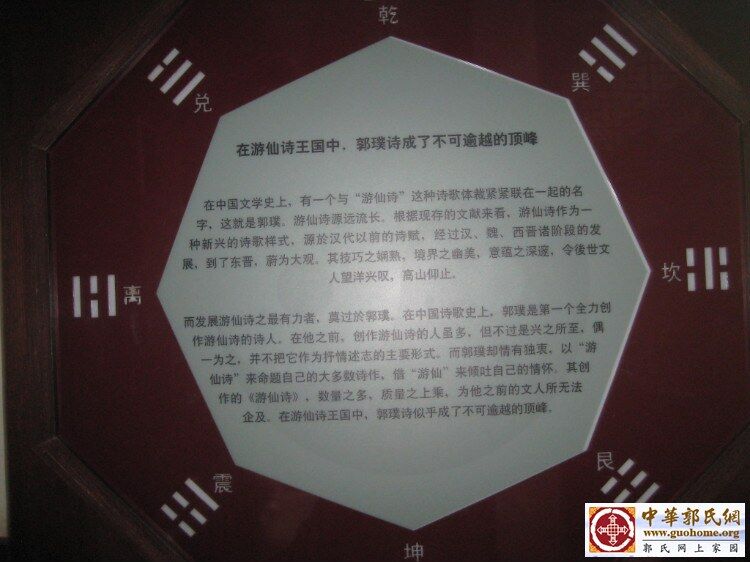 乾
兑
巽
在游仙诗王国中，郭璞诗成了不可逾越的顶峰
在中国文学史上，有一个与“游仙诗”这种诗歌体裁紧紧联在一起的名
字，这就是郭璞。游仙诗源远流长。根据现存的文献来看，游仙诗作为一
种新兴的诗歌样式，源於汉代以前的诗赋，经过汉、魏、西晋诸阶段的发
展，到了东晋，蔚为大观。其技巧之娴熟，境界之幽美，意蕴之深邃，令後世文
人望洋兴叹，高山仰止。
离
坎
而发展游仙诗之最有力者，莫过於郭璞。在中国诗歌史上，郭璞是第一个全力创
作游仙诗的诗人。在他之前，创作游仙诗的人虽多，但不过是兴之所至，偶
一为之，并不把它作为抒情述志的主要形式。而郭璞却情有独衷，以“游
仙诗”来命题自己的大多数诗作，借“游仙”来倾吐自己的情怀。其创
作的《游仙诗》，数量之多，质量之上乘，为他之前的文人所无法
企及。在游仙诗王国中，郭璞诗似乎成了不可逾越的顶峰。
震
艮
坤
中華郭氏網
www.guohome.org
郭氏网上家园